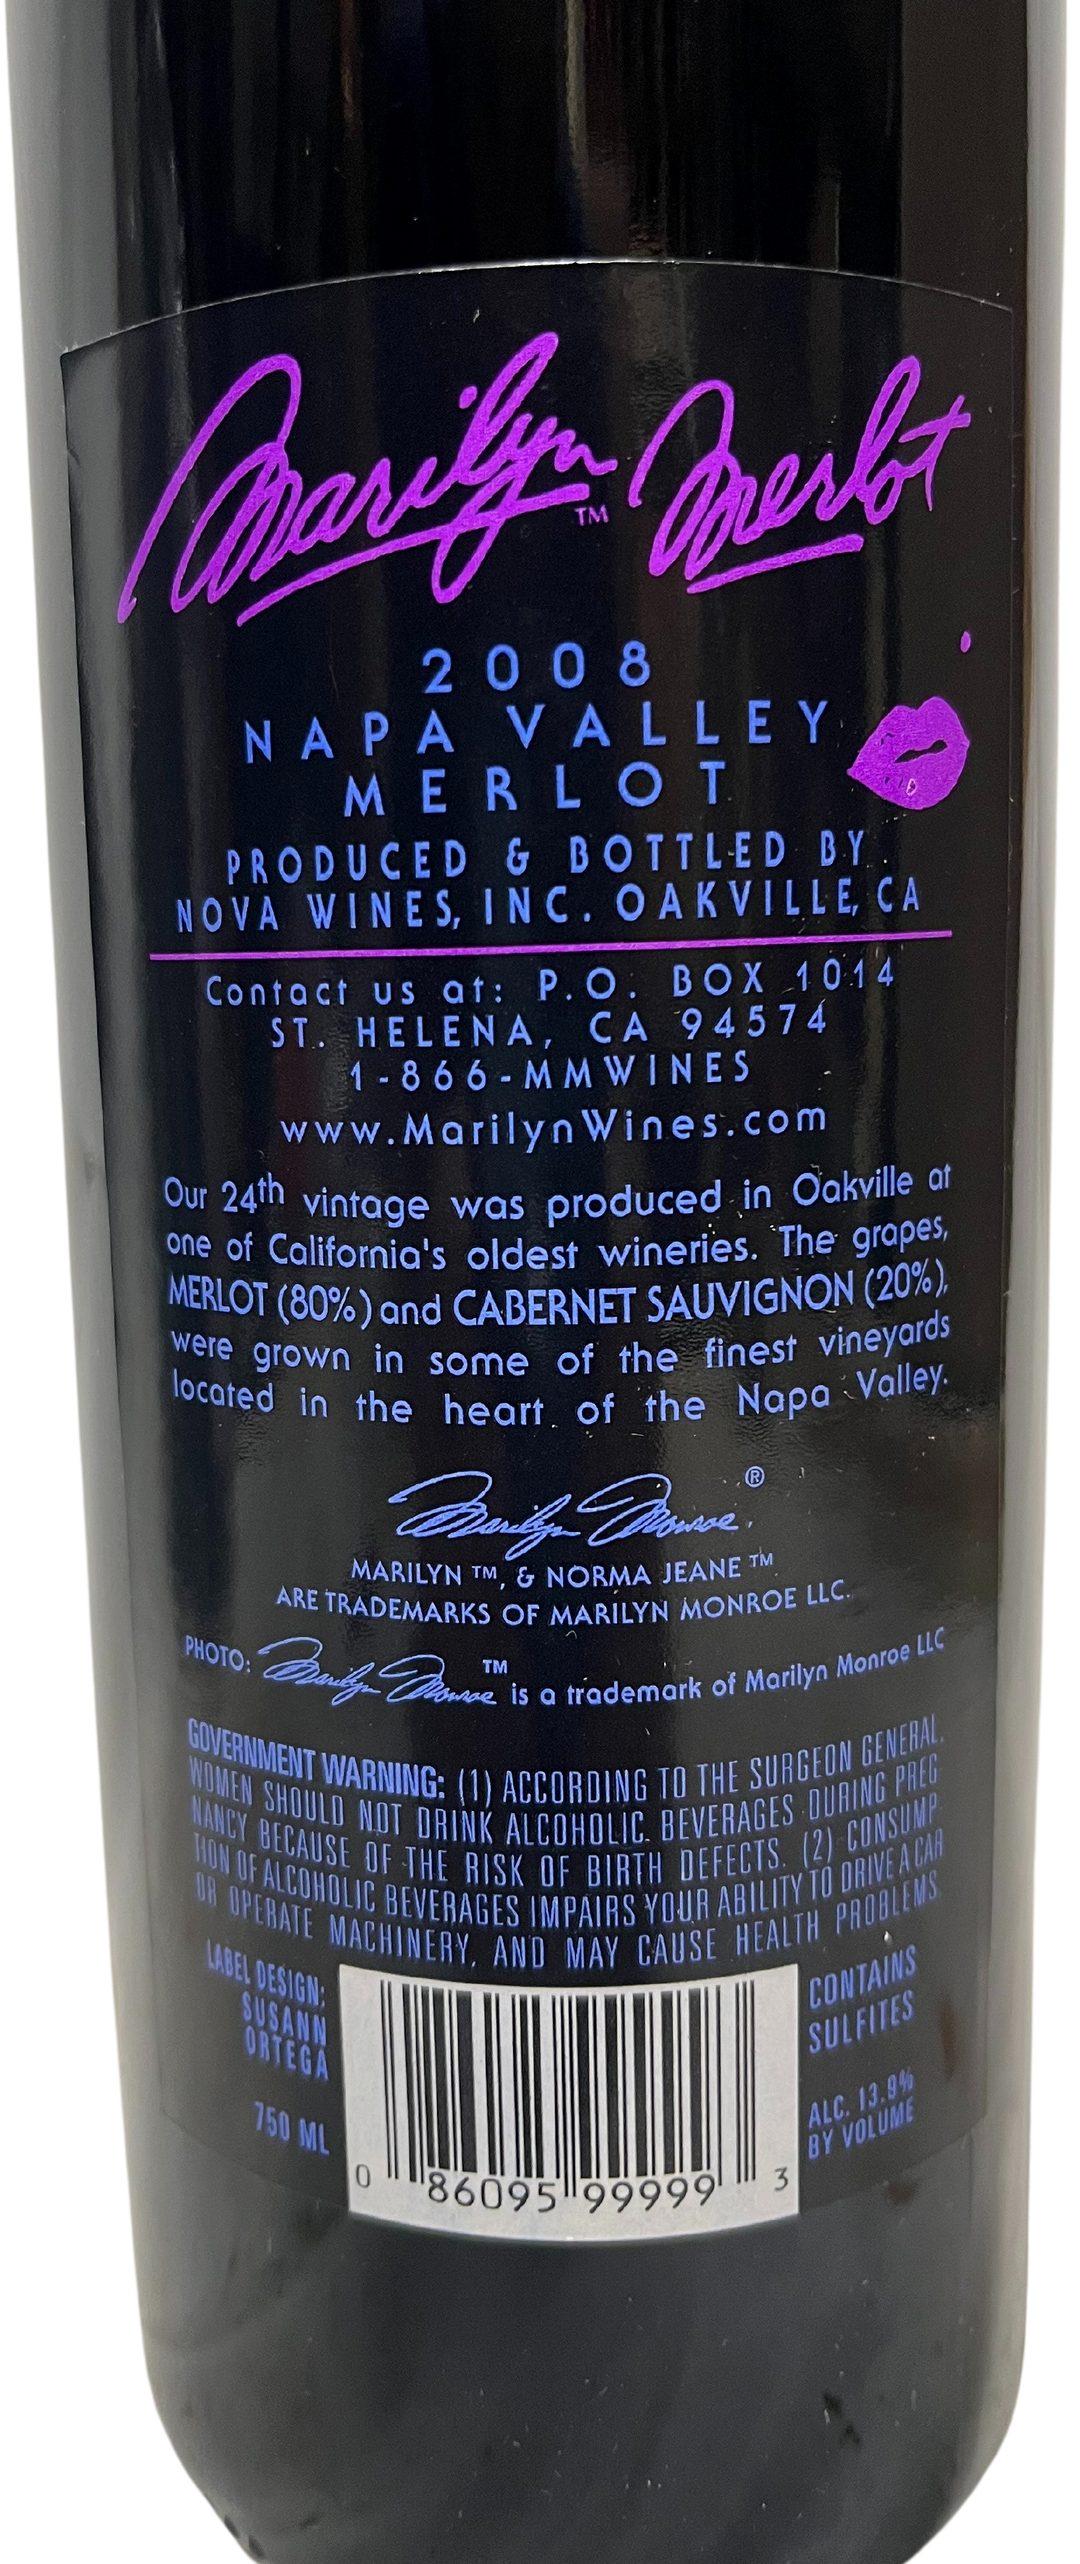 Marilyn™ Merlot
2008
NAPA VALLEY
MERLOT
PRODUCED & BOTTLED BY
NOVA WINES, INC. OAKVILLE, CA
Contact us at: P.O. BOX 1014
ST. HELENA, CA 94574
1-866-MMWINES
www.MarilynWines.com
Our 24th vintage was produced in Oakville at
one of California's oldest wineries. The grapes,
MERLOT (80%) and CABERNET SAUVIGNON (20%),
were grown in some of the finest vineyards
located in the heart of the Napa Valley.
Marilyn Monroe®
MARILYN ™, & NORMA JEANE ™
ARE TRADEMARKS OF MARILYN MONROE LLC.
PHOTO: Marilyn Monroe™ is a trademark of Marilyn Monroe LLC
GOVERNMENT WARNING: (1) ACCORDING TO THE SURGEON GENERAL,
WOMEN SHOULD NOT DRINK ALCOHOLIC BEVERAGES DURING PREG-
NANCY BECAUSE OF THE RISK OF BIRTH DEFECTS. (2) CONSUMP-
TION OF ALCOHOLIC BEVERAGES IMPAIRS YOUR ABILITY TO DRIVE A CAR
OR OPERATE MACHINERY, AND MAY CAUSE HEALTH PROBLEMS.
LABEL DESIGN:
SUSANN
ORTEGA
750 ML
0 86095 99999 3
CONTAINS
SULFITES
ALC. 13.9%
BY VOLUME